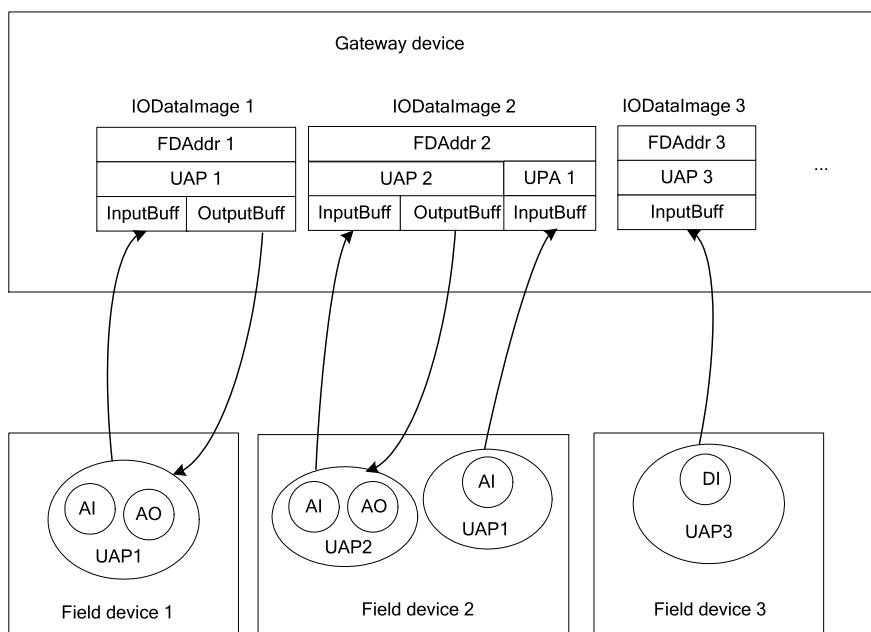 Gateway device
IODataImage 1
IODataImage 2
IODataImage 3
FDAddr 1
FDAddr 2
FDAddr 3
UAP 1
UAP 2
UPA 1
UAP 3
...
InputBuff
OutputBuff
InputBuff
OutputBuff
InputBuff
InputBuff
AI
AO
UAP1
AI
AO
UAP2
AI
UAP1
DI
UAP3
Field device 1
Field device 2
Field device 3